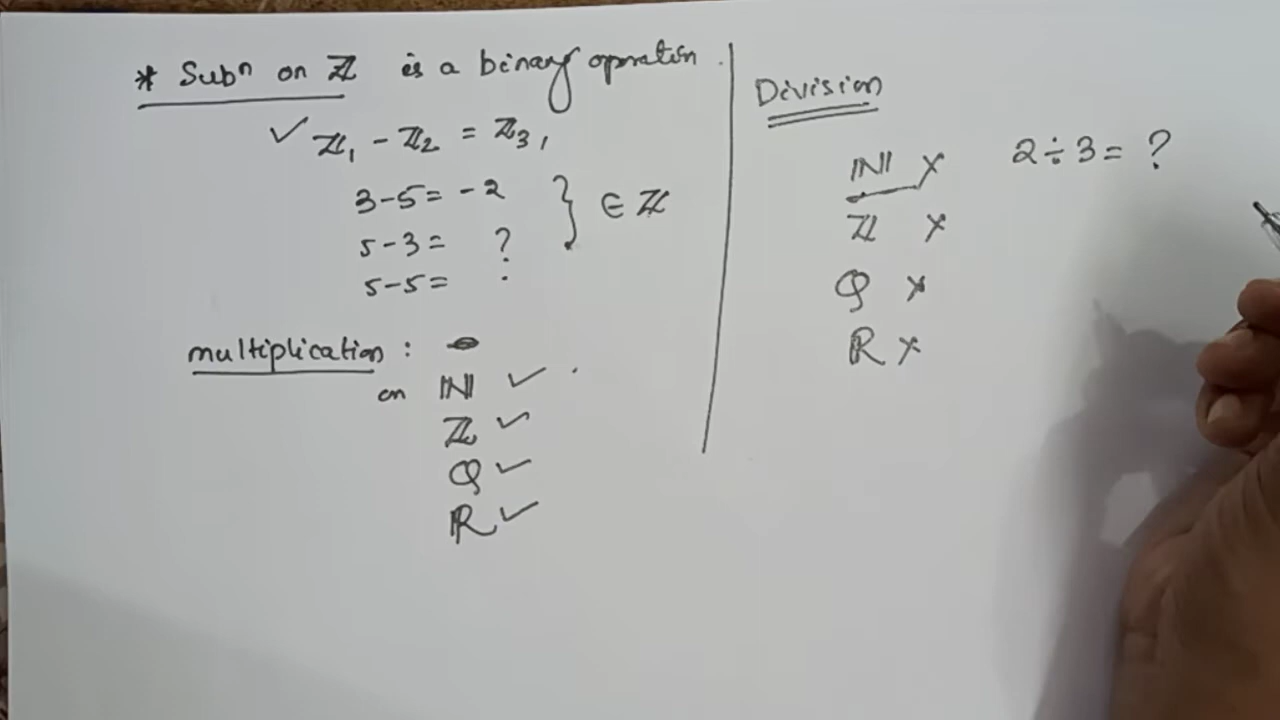 * Subⁿ on ℤ is a binary operation.
✓ ℤ₁ - ℤ₂ = ℤ₃,
3-5 = -2
5-3 = ? } ∈ ℤ
5-5 = ?
multiplication :
on ℕ ✓
ℤ ✓
Q ✓
ℝ ✓
Division
ℕ × 2÷3 = ?
ℤ ×
Q ×
R ×